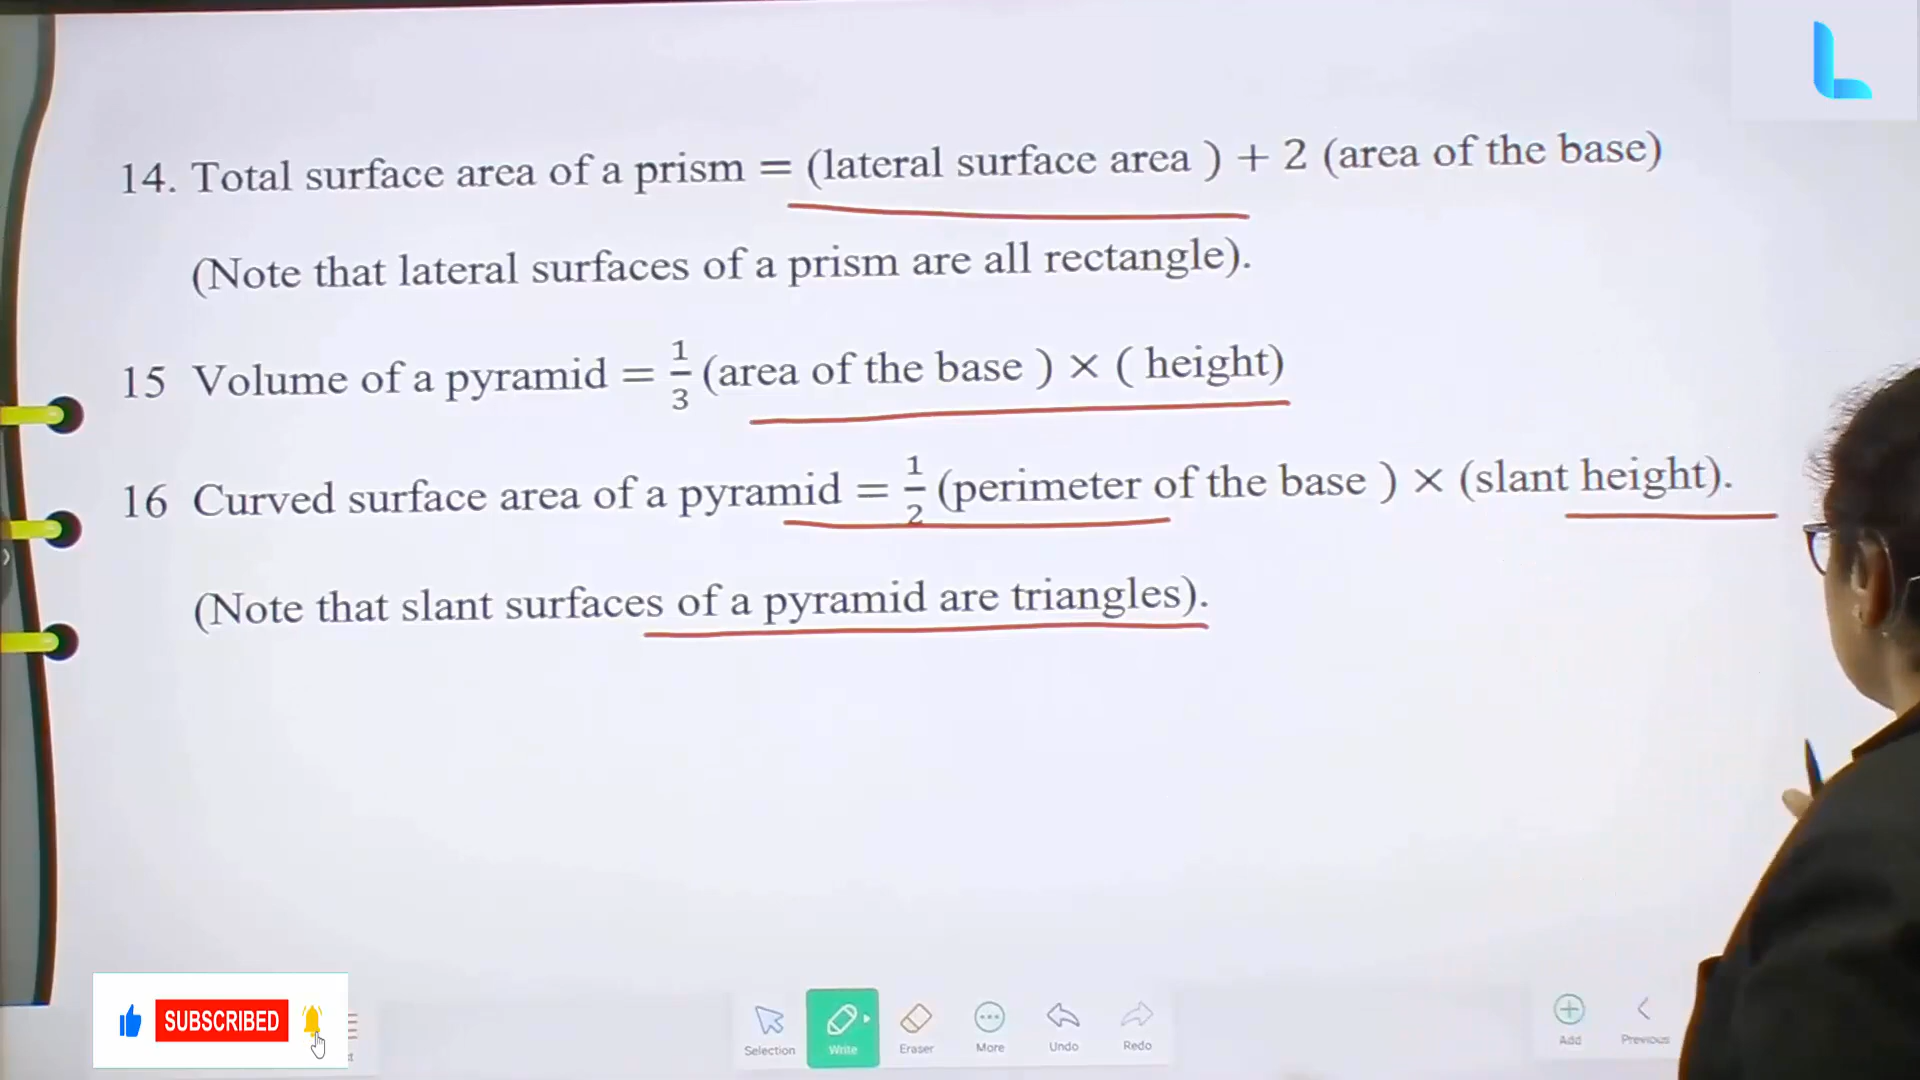 14. Total surface area of a prism = (lateral surface area ) + 2 (area of the base)
(Note that lateral surfaces of a prism are all rectangle).
15 Volume of a pyramid = 1/3 (area of the base ) × ( height)
16 Curved surface area of a pyramid = 1/2 (perimeter of the base ) × (slant height).
(Note that slant surfaces of a pyramid are triangles).
SUBSCRIBED
Selection Write Eraser More Undo Redo Add Previous